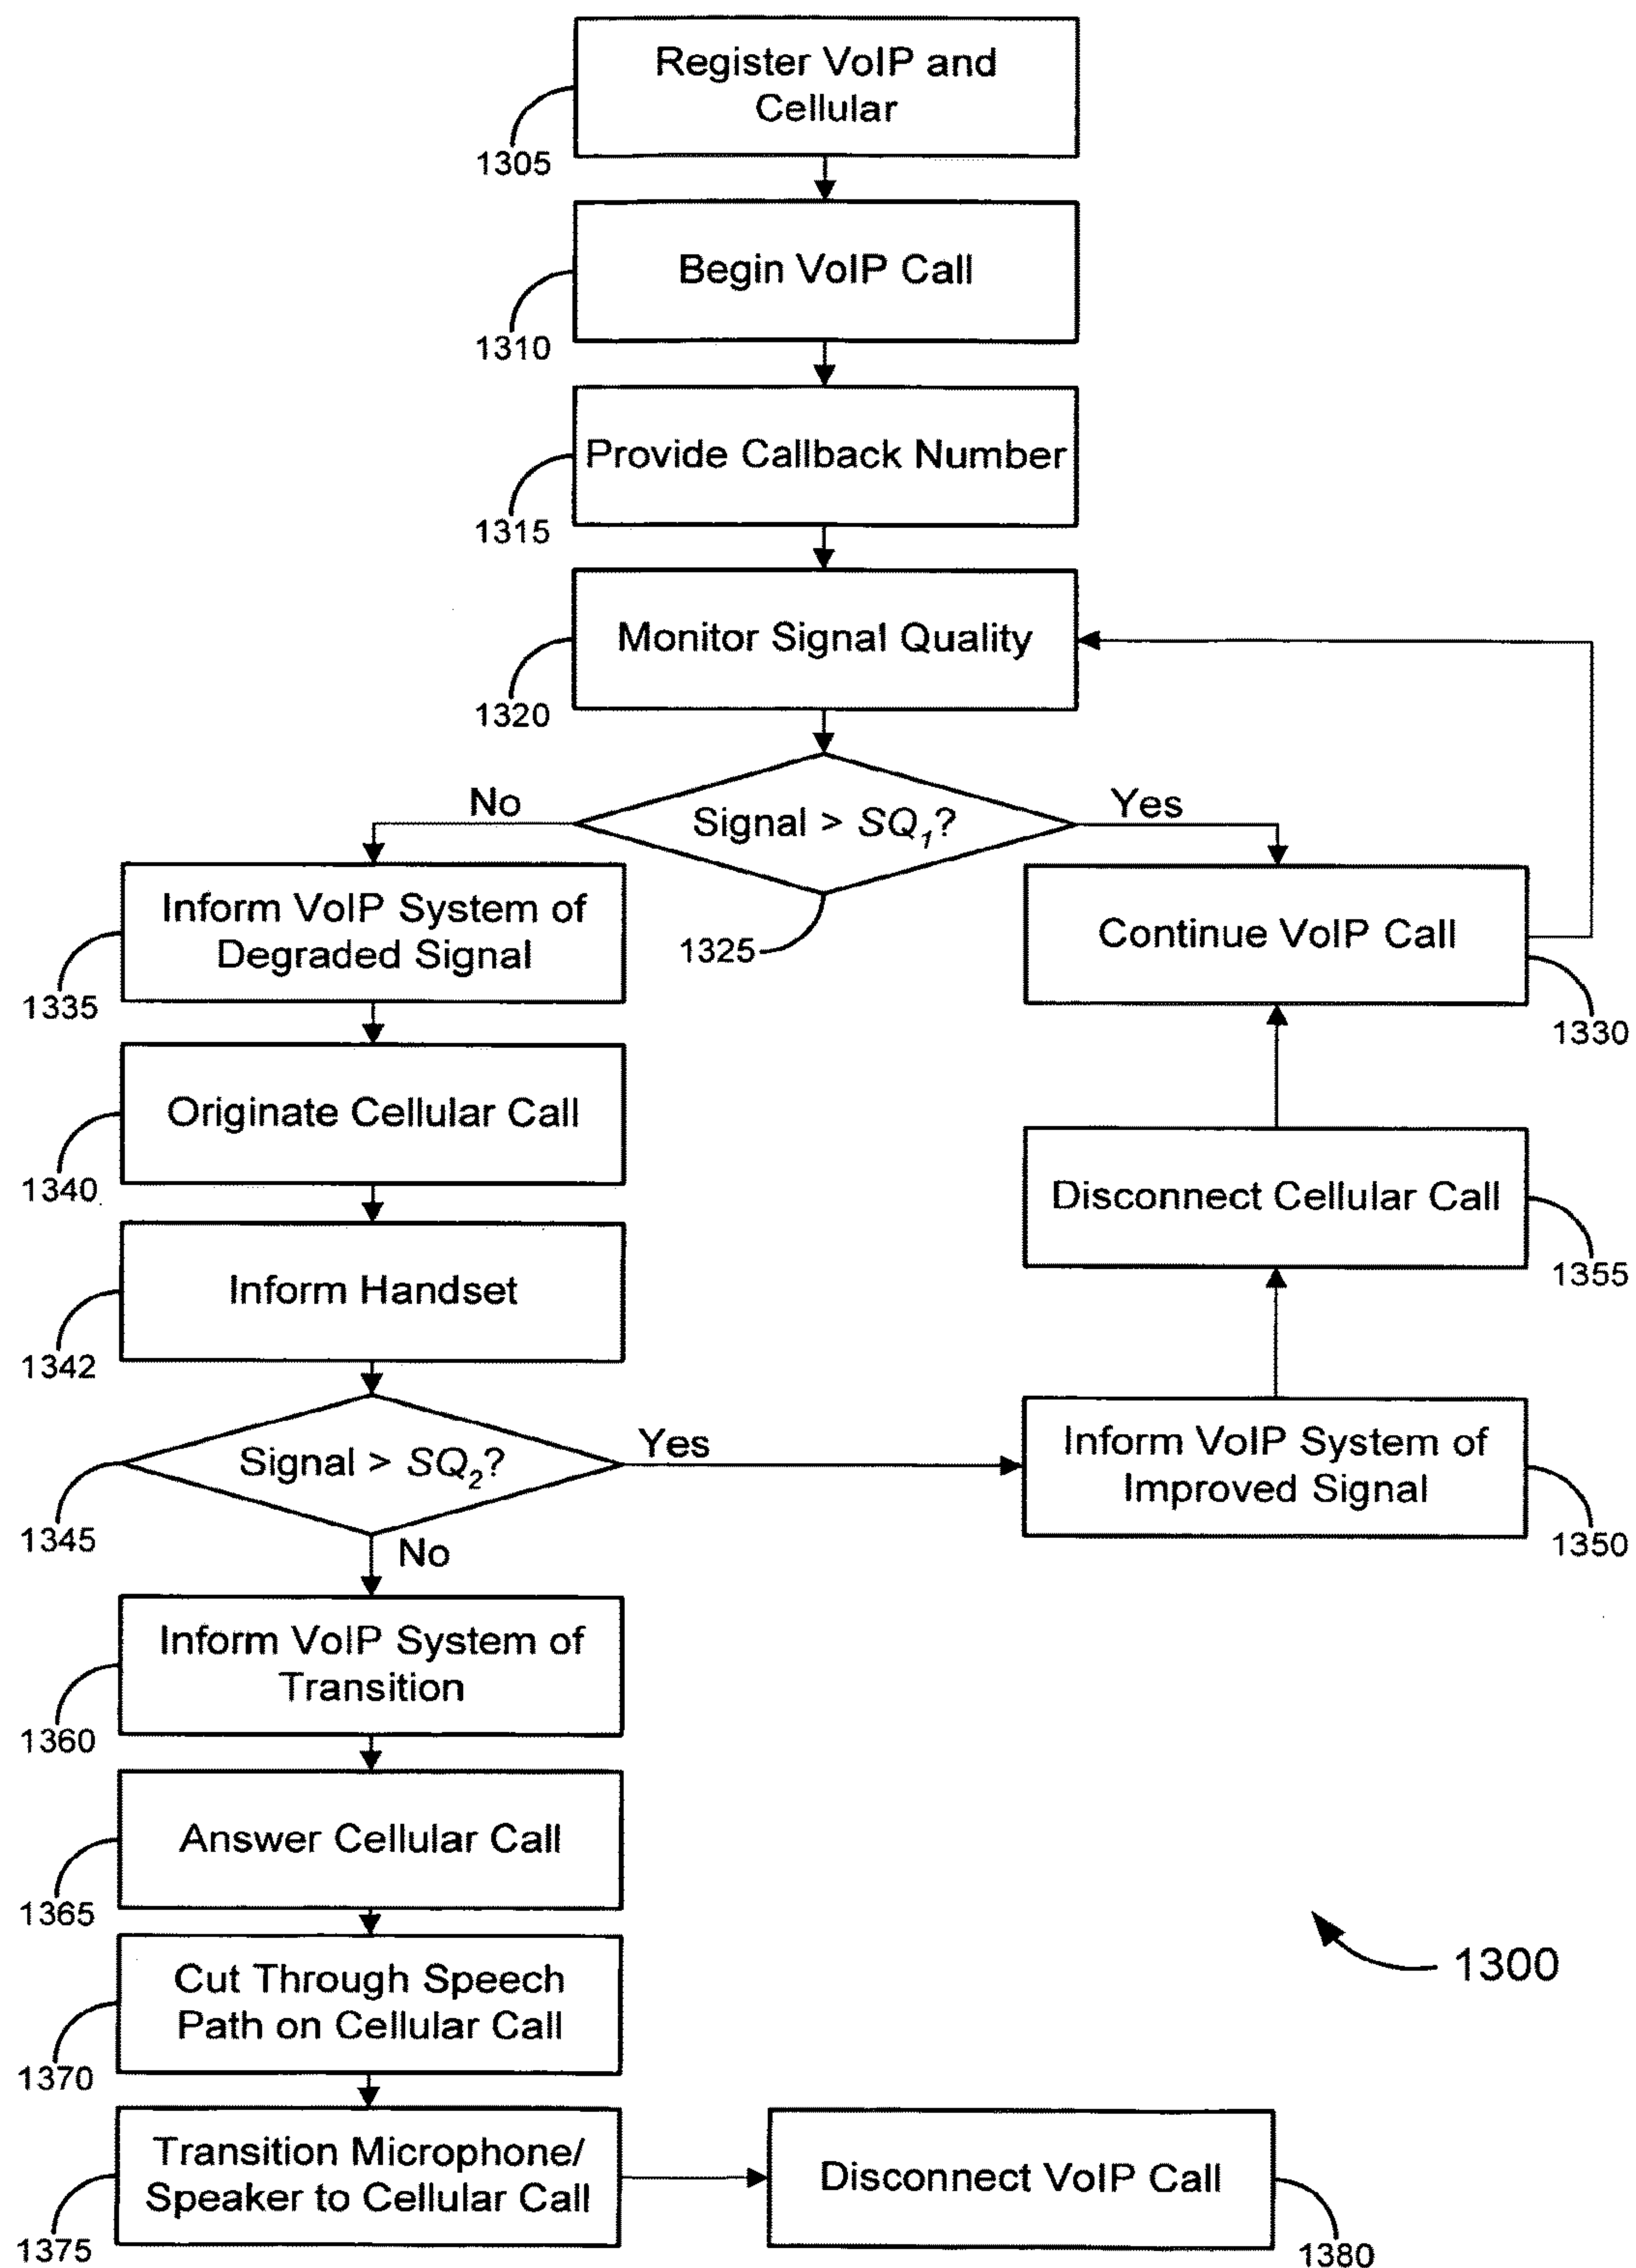 Register VoIP and
Cellular
1305
Begin VoIP Call
1310
Provide Callback Number
1315
Monitor Signal Quality
1320
No
Signal > SQ1?
Yes
1325
Inform VoIP System of
Degraded Signal
1335
Continue VoIP Call
1330
Originate Cellular Call
1340
Disconnect Cellular Call
1355
Inform Handset
1342
Signal > SQ2?
Yes
1345
No
Inform VoIP System of
Improved Signal
1350
Inform VoIP System of
Transition
1360
Answer Cellular Call
1365
Cut Through Speech
Path on Cellular Call
1370
1300
Transition Microphone/
Speaker to Cellular Call
1375
Disconnect VoIP Call
1380